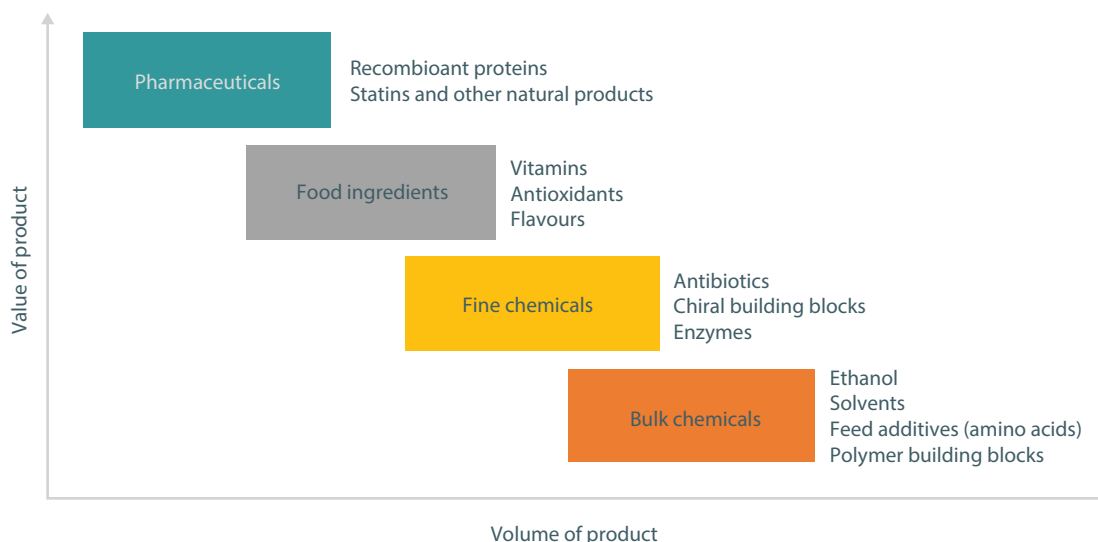 Pharmaceuticals
Recombioant proteins
Statins and other natural products
Food ingredients
Vitamins
Antioxidants
Flavours
Fine chemicals
Antibiotics
Chiral building blocks
Enzymes
Bulk chemicals
Ethanol
Solvents
Feed additives (amino acids)
Polymer building blocks
Value of product
Volume of product